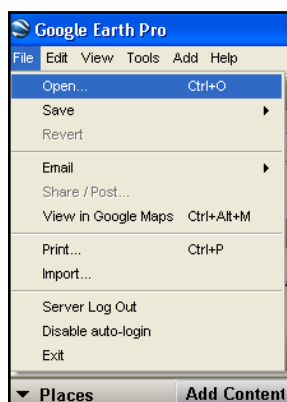 Google Earth Pro
File Edit View Tools Add Help
Open... Ctrl+O
Save
Revert
Email
Share / Post...
View in Google Maps Ctrl+Alt+M
Print... Ctrl+P
Import...
Server Log Out
Disable auto-login
Exit
Places Add Content